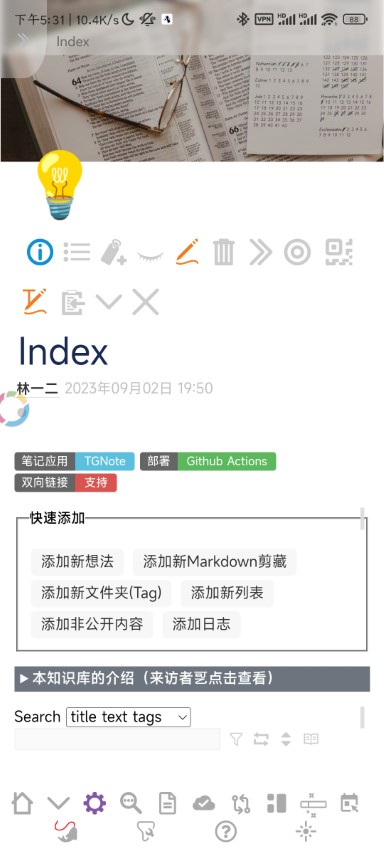 下午5:31 | 10.4K/s
VPN HD HD 88
Index
66
Index
林一二 2023年09月02日 19:50
笔记应用 TGNote 部署 Github Actions
双向链接 支持
快速添加
添加新想法 添加新Markdown剪藏
添加新文件夹(Tag) 添加新列表
添加非公开内容 添加日志
▶本知识库的介绍（来访者点击查看）
Search title text tags